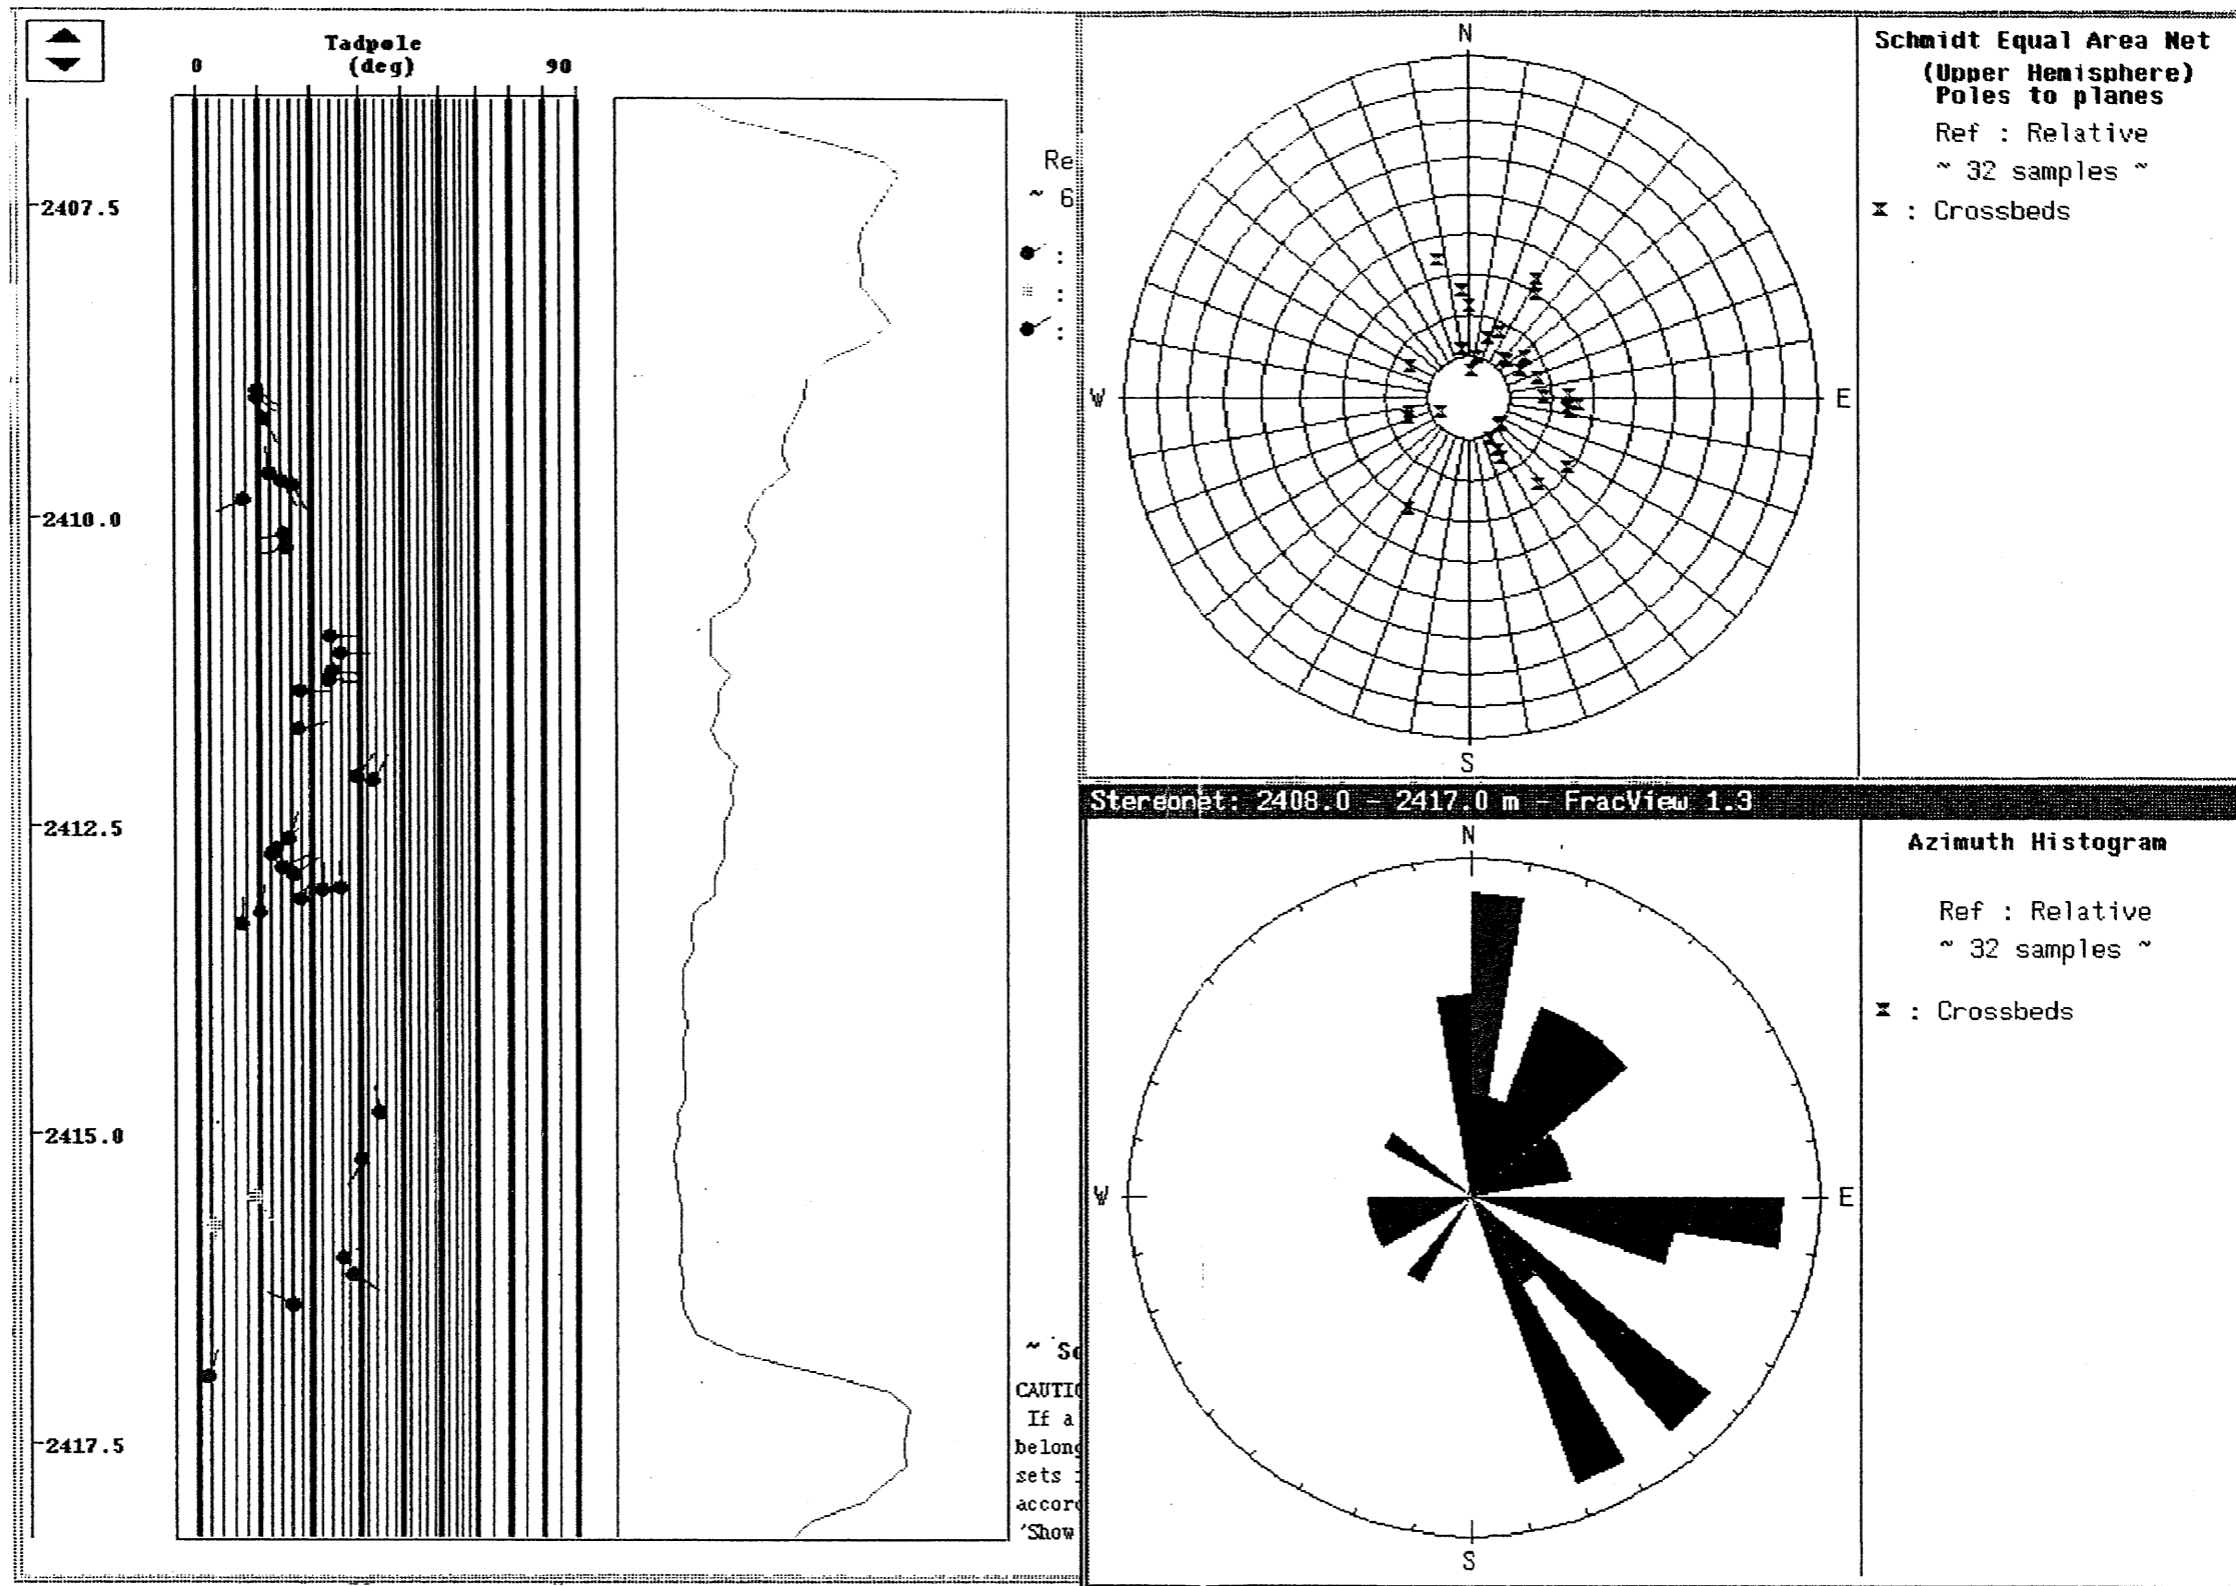 Tadpole
(deg)
0 90
2407.5
2410.0
2412.5
2415.0
2417.5
Re
~ 6
:
:
:
CAUTIO
If a
belong
sets
accord
'Show
N
W E
S
Schmidt Equal Area Net
(Upper Hemisphere)
Poles to planes
Ref : Relative
~ 32 samples ~
: Crossbeds
Stereonet: 2408.0 - 2417.0 m - FracView 1.3
N
W E
S
Azimuth Histogram
Ref : Relative
~ 32 samples ~
: Crossbeds